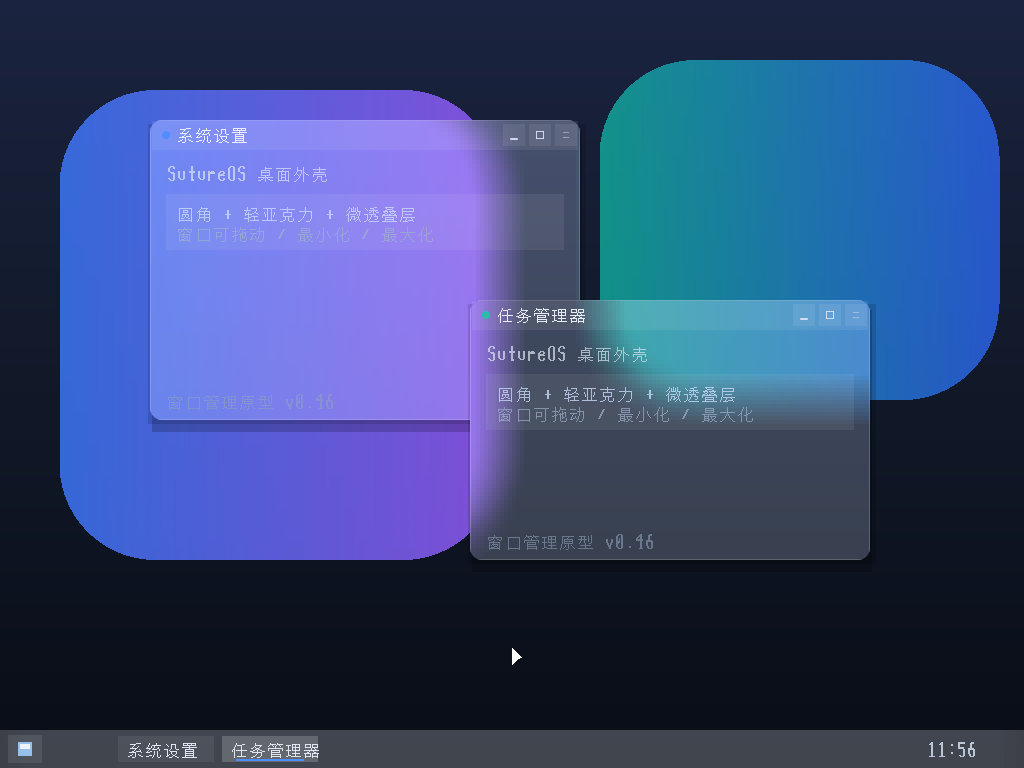 系统设置
SutureOS 桌面外壳
圆角 + 轻亚克力 + 微透叠层
窗口可拖动 / 最小化 / 最大化
窗口管理原型 v0.46
任务管理器
SutureOS 桌面外壳
圆角 + 轻亚克力 + 微透叠层
窗口可拖动 / 最小化 / 最大化
窗口管理原型 v0.46
系统设置
任务管理器
11:56